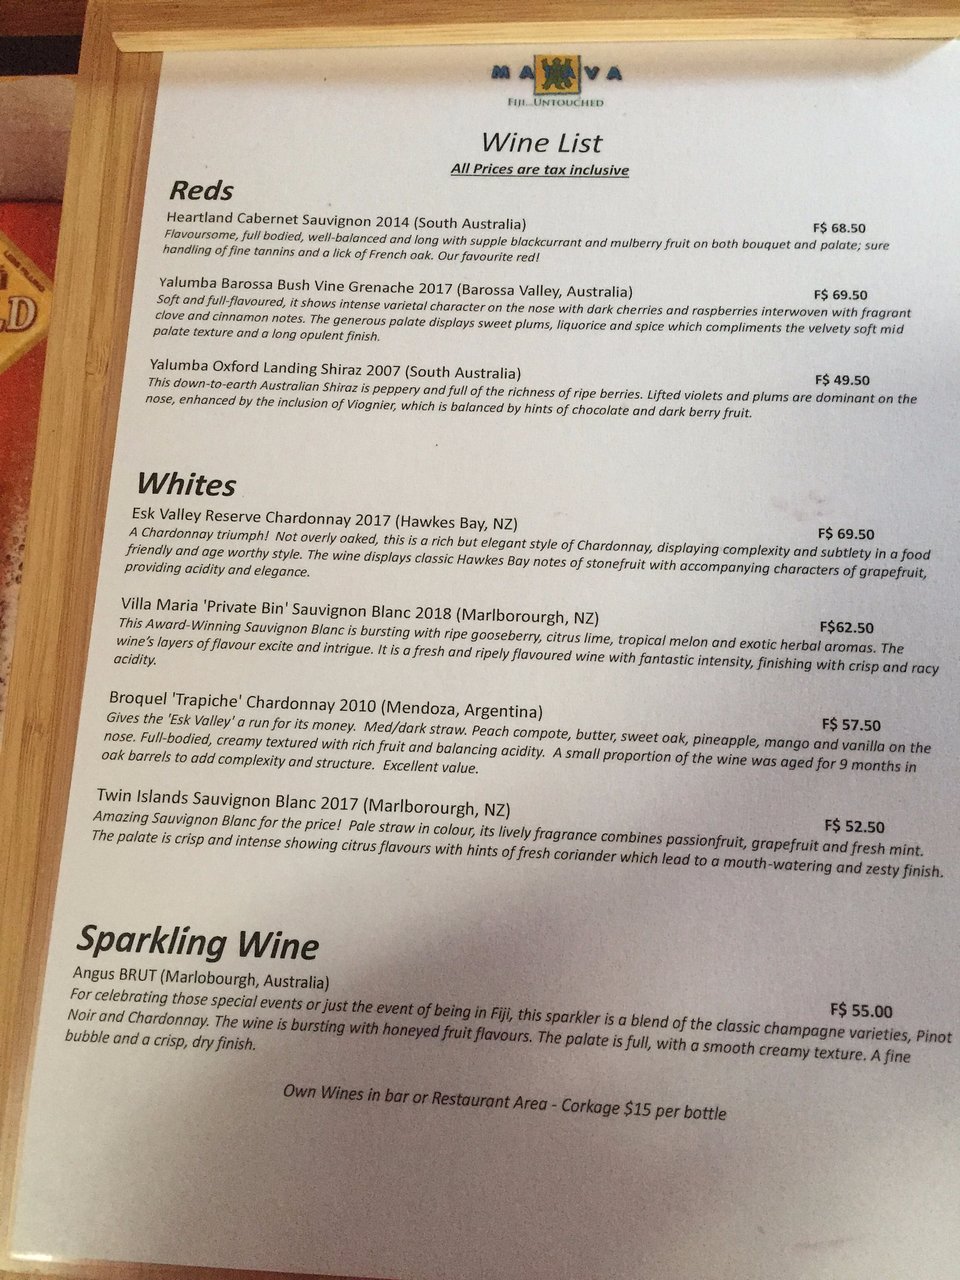 MATAVA
FIJI...UNTOUCHED
Wine List
All Prices are tax inclusive
Reds
Heartland Cabernet Sauvignon 2014 (South Australia) F$ 68.50
Flavoursome, full bodied, well-balanced and long with supple blackcurrant and mulberry fruit on both bouquet and palate; sure
handling of fine tannins and a lick of French oak. Our favourite red!
Yalumba Barossa Bush Vine Grenache 2017 (Barossa Valley, Australia) F$ 69.50
Soft and full-flavoured, it shows intense varietal character on the nose with dark cherries and raspberries interwoven with fragrant
clove and cinnamon notes. The generous palate displays sweet plums, liquorice and spice which compliments the velvety soft mid
palate texture and a long opulent finish.
Yalumba Oxford Landing Shiraz 2007 (South Australia) F$ 49.50
This down-to-earth Australian Shiraz is peppery and full of the richness of ripe berries. Lifted violets and plums are dominant on the
nose, enhanced by the inclusion of Viognier, which is balanced by hints of chocolate and dark berry fruit.
Whites
Esk Valley Reserve Chardonnay 2017 (Hawkes Bay, NZ) F$ 69.50
A Chardonnay triumph! Not overly oaked, this is a rich but elegant style of Chardonnay, displaying complexity and subtlety in a food
friendly and age worthy style. The wine displays classic Hawkes Bay notes of stonefruit with accompanying characters of grapefruit,
providing acidity and elegance.
Villa Maria 'Private Bin' Sauvignon Blanc 2018 (Marlborourgh, NZ) F$62.50
This Award-Winning Sauvignon Blanc is bursting with ripe gooseberry, citrus lime, tropical melon and exotic herbal aromas. The
wine's layers of flavour excite and intrigue. It is a fresh and ripely flavoured wine with fantastic intensity, finishing with crisp and racy
acidity.
Broquel 'Trapiche' Chardonnay 2010 (Mendoza, Argentina) F$ 57.50
Gives the 'Esk Valley' a run for its money. Med/dark straw. Peach compote, butter, sweet oak, pineapple, mango and vanilla on the
nose. Full-bodied, creamy textured with rich fruit and balancing acidity. A small proportion of the wine was aged for 9 months in
oak barrels to add complexity and structure. Excellent value.
Twin Islands Sauvignon Blanc 2017 (Marlborourgh, NZ) F$ 52.50
Amazing Sauvignon Blanc for the price! Pale straw in colour, its lively fragrance combines passionfruit, grapefruit and fresh mint.
The palate is crisp and intense showing citrus flavours with hints of fresh coriander which lead to a mouth-watering and zesty finish.
Sparkling Wine
Angus BRUT (Marlobourgh, Australia) F$ 55.00
For celebrating those special events or just the event of being in Fiji, this sparkler is a blend of the classic champagne varieties, Pinot
Noir and Chardonnay. The wine is bursting with honeyed fruit flavours. The palate is full, with a smooth creamy texture. A fine
bubble and a crisp, dry finish.
Own Wines in bar or Restaurant Area - Corkage $15 per bottle